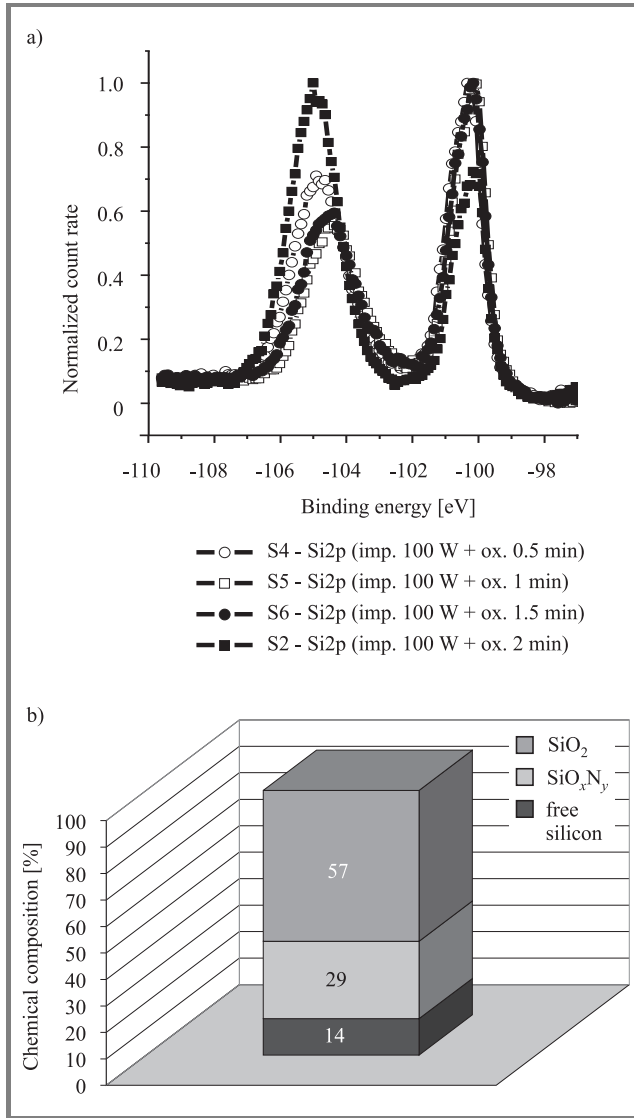 a)
1.0
0.8
0.6
0.4
0.2
0
Normalized count rate
-110 -108 -106 -104 -102 -100 -98
Binding energy [eV]
S4 - Si2p (imp. 100 W + ox. 0.5 min)
S5 - Si2p (imp. 100 W + ox. 1 min)
S6 - Si2p (imp. 100 W + ox. 1.5 min)
S2 - Si2p (imp. 100 W + ox. 2 min)
b)
SiO2
SiOxNy
free
silicon
100
90
80
70
60
50
40
30
20
10
0
Chemical composition [%]
57
29
14